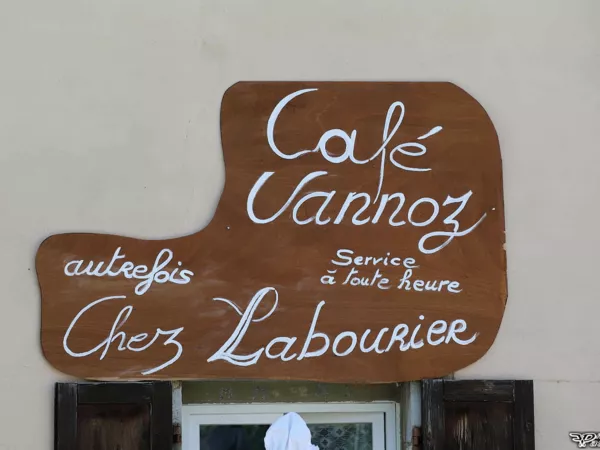 Café
Vannoz
autrefois
Service
à toute heure
Chez Labourier